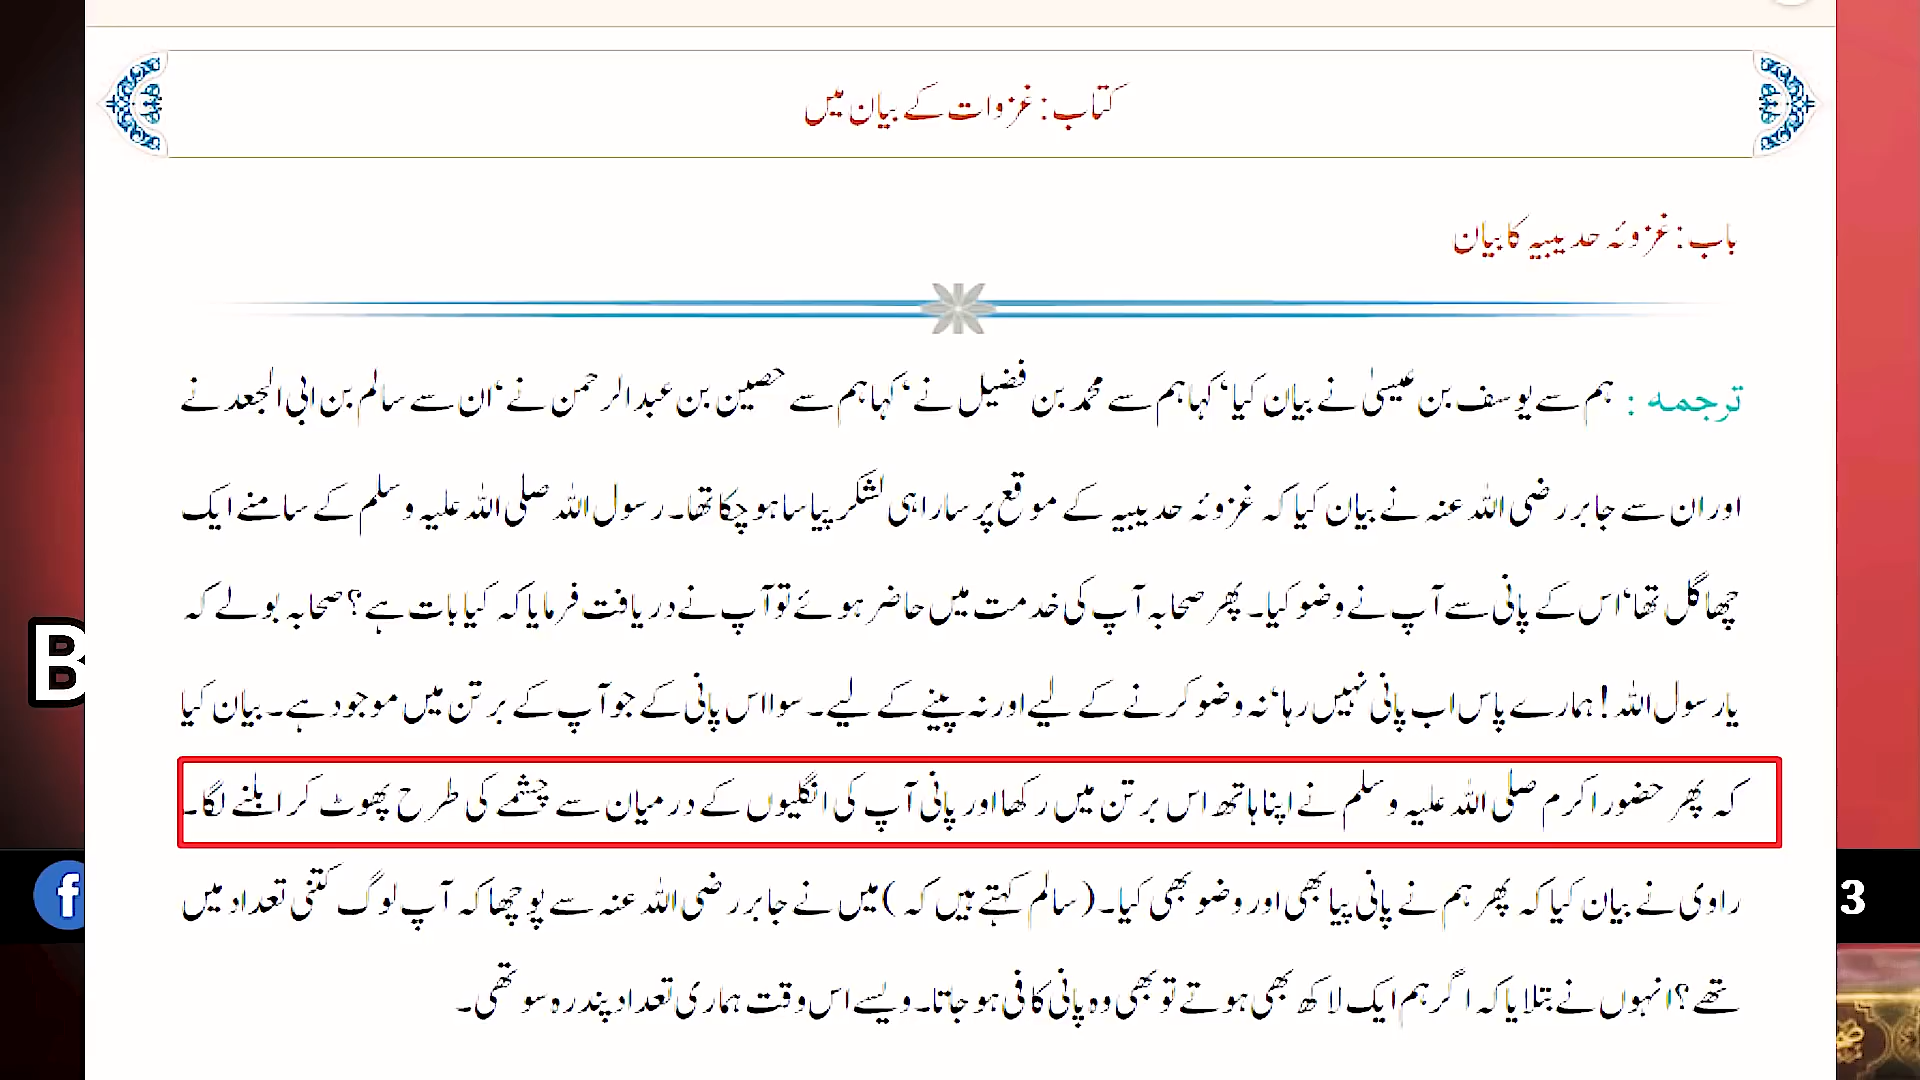 کتاب: غزوات کے بیان میں
باب: غزوئہ حدیبیہ کا بیان
ترجمہ : ہم سے یوسف بن عیسیٰ نے بیان کیا‘ کہا ہم سے محمد بن فضیل نے ‘ کہا ہم سے حصین بن عبدالرحمن نے ‘ ان سے سالم بن ابی الجعد نے
اور ان سے جابر رضی اللہ عنہ نے بیان کیا کہ غزوئہ حدیبیہ کے موقع پر سارا ہی لشکر پیاسا ہو چکا تھا۔ رسول اللہ صلی اللہ علیہ وسلم کے سامنے ایک
چھاگل تھا‘ اس کے پانی سے آپ نے وضو کیا۔ پھر صحابہ آپ کی خدمت میں حاضر ہوئے تو آپ نے دریافت فرمایا کہ کیا بات ہے؟ صحابہ بولے کہ
یا رسول اللہ! ہمارے پاس اب پانی نہیں رہا‘ نہ وضو کرنے کے لیے اور نہ پینے کے لیے۔ سوا اس پانی کے جو آپ کے برتن میں موجود ہے۔ بیان کیا
کہ پھر حضور اکرم صلی اللہ علیہ وسلم نے اپنا ہاتھ اس برتن میں رکھا اور پانی آپ کی انگلیوں کے درمیان سے چشمے کی طرح پھوٹ کر ابلنے لگا۔
راوی نے بیان کیا کہ پھر ہم نے پانی پیا بھی اور وضو بھی کیا۔ (سالم کہتے ہیں کہ) میں نے جابر رضی اللہ عنہ سے پوچھا کہ آپ لوگ کتنی تعداد میں
تھے؟ انہوں نے بتلایا کہ اگر ہم ایک لاکھ بھی ہوتے تو بھی وہ پانی کافی ہو جاتا۔ ویسے اس وقت ہماری تعداد پندرہ سو تھی۔
B
f
3